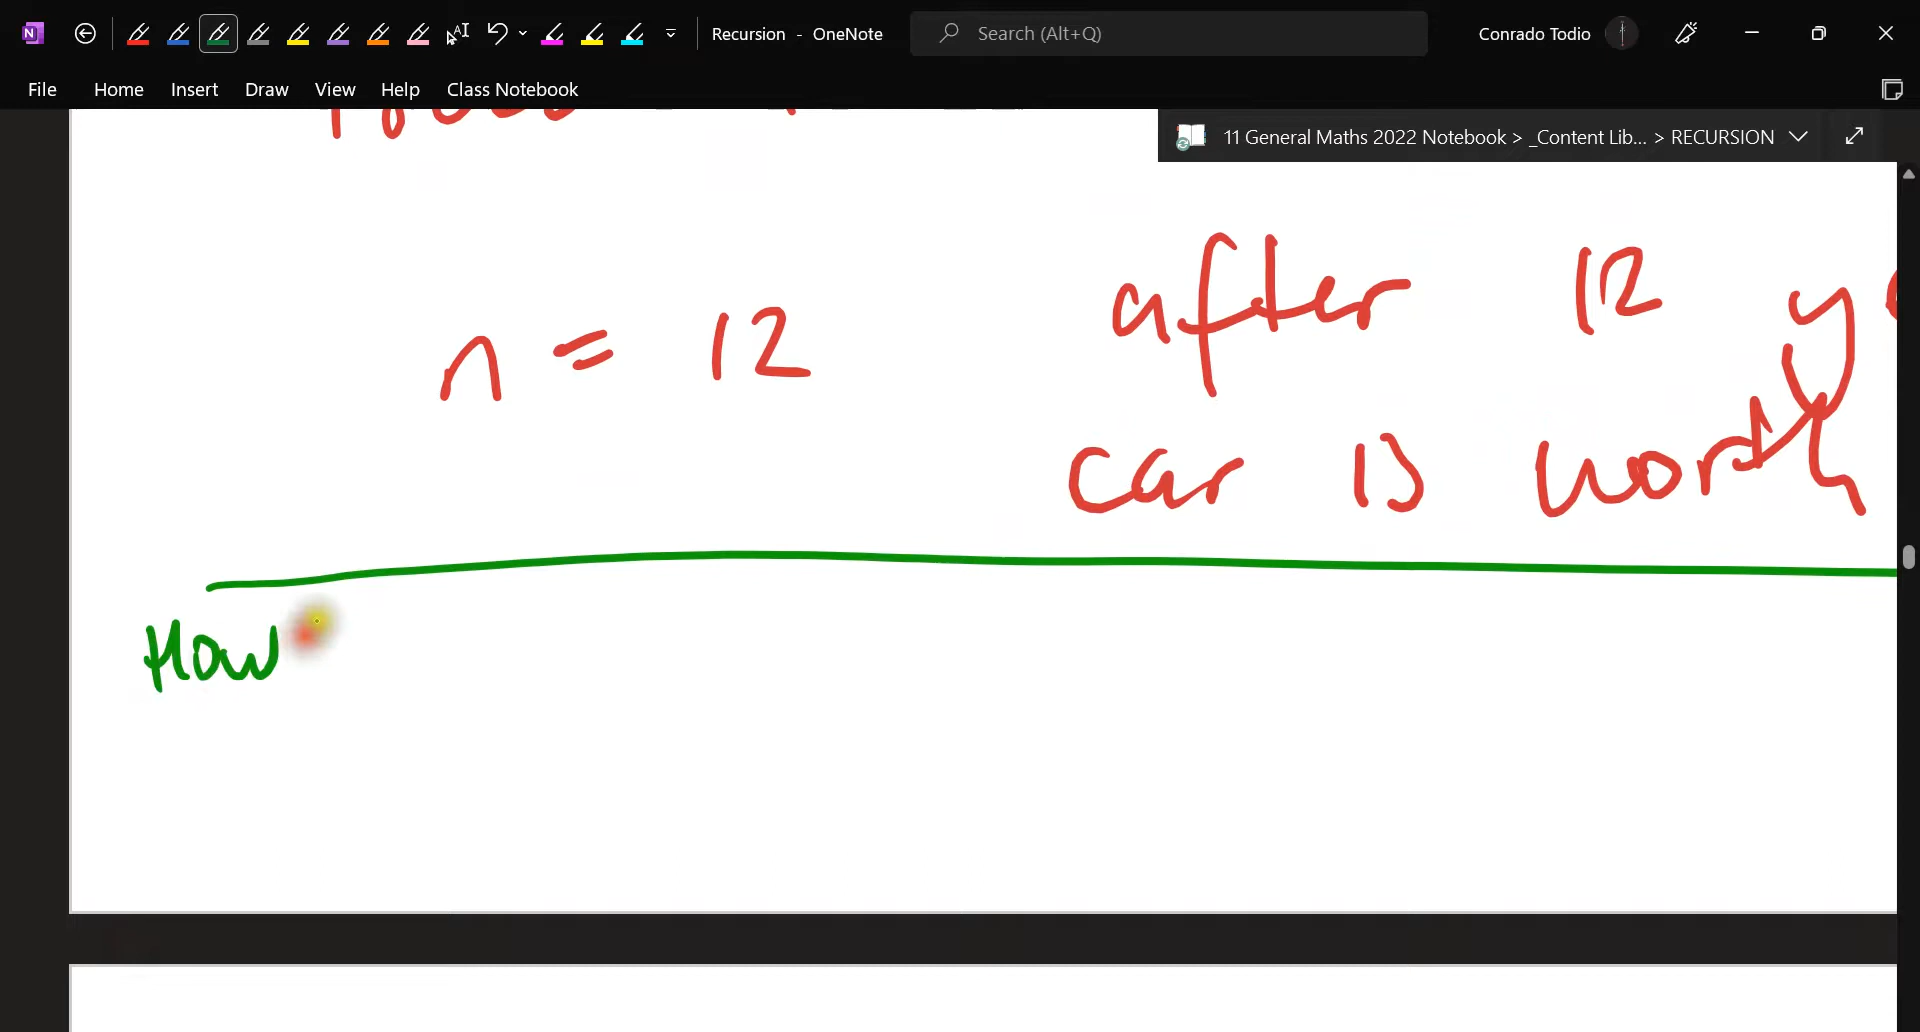 Recursion - OneNote
Search (Alt+Q)
Conrado Todio
File Home Insert Draw View Help Class Notebook
11 General Maths 2022 Notebook > _Content Lib... > RECURSION
n = 12
after 12
car is worth
How